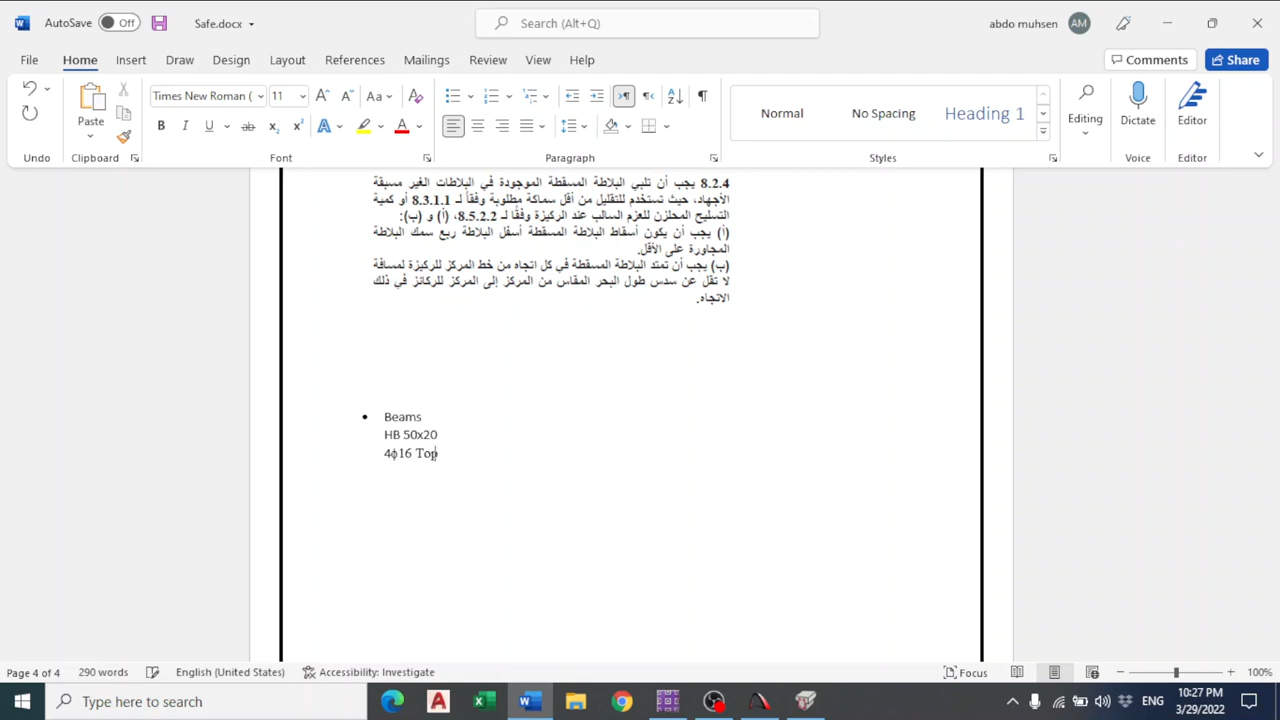 AutoSave Off
Safe.docx
Search (Alt+Q)
abdo muhsen AM
File Home Insert Draw Design Layout References Mailings Review View Help Comments Share
Times New Roman ( 11
Paste
Normal No Spacing Heading 1
Editing Dictate Editor
Undo Clipboard Font Paragraph Styles Voice Editor
8.2.4 يجب أن تلبي البلاطة المسقطة الموجودة في البلاطات الغير مسبقة
الأجهاد، حيث تستخدم للتقليل من أقل سماكة مطلوبة وفقاً لـ 8.3.1.1 أو كمية
التسليح المحلزن للعزم السالب عند الركيزة وفقًا لـ 8.5.2.2، (أ) و (ب):
(أ) يجب أن يكون أسقاط البلاطة المسقطة أسفل البلاطة ربع سمك البلاطة
المجاورة على الأقل.
(ب) يجب أن تمتد البلاطة المسقطة في كل اتجاه من خط المركز للركيزة لمسافة
لا تقل عن سدس طول البحر المقاس من المركز إلى المركز للركائز في ذلك
الاتجاه.
• Beams
HB 50x20
4ϕ16 Top
Page 4 of 4 290 words English (United States) Accessibility: Investigate Focus 100%
Type here to search
ENG
10:27 PM
3/29/2022